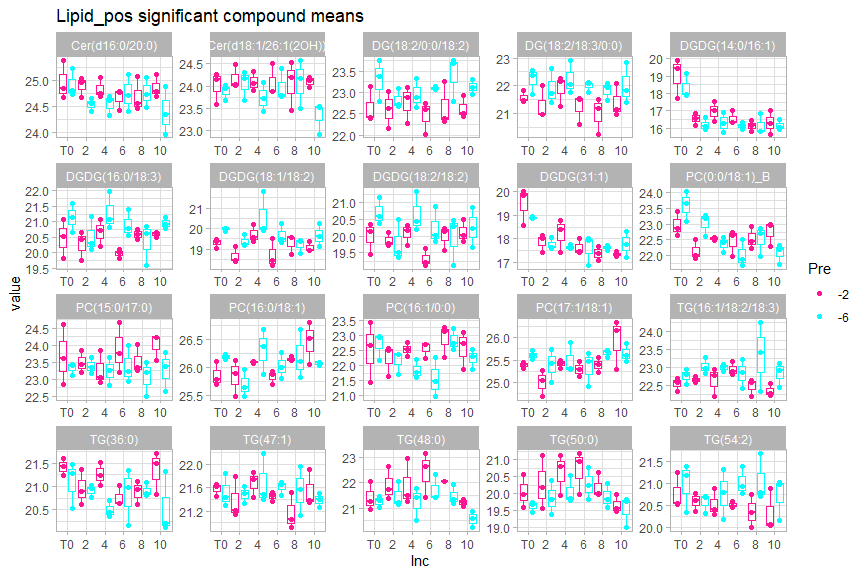 Lipid_pos significant compound means
Cer(d16:0/20:0) Cer(d18:1/26:1(2OH)) DG(18:2/0:0/18:2) DG(18:2/18:3/0:0) DGDG(14:0/16:1)
25.0 24.5 24.0
24.5 24.0 23.5 23.0
23.5 23.0 22.5 22.0
23 22 21
20 19 18 17 16
T0 2 4 6 8 10 T0 2 4 6 8 10 T0 2 4 6 8 10 T0 2 4 6 8 10 T0 2 4 6 8 10
DGDG(16:0/18:3) DGDG(18:1/18:2) DGDG(18:2/18:2) DGDG(31:1) PC(0:0/18:1)_B
22.0 21.5 21.0 20.5 20.0 19.5
21 20 19
21.5 21.0 20.5 20.0 19.5
20 19 18 17
24.0 23.5 23.0 22.5 22.0
T0 2 4 6 8 10 T0 2 4 6 8 10 T0 2 4 6 8 10 T0 2 4 6 8 10 T0 2 4 6 8 10
PC(15:0/17:0) PC(16:0/18:1) PC(16:1/0:0) PC(17:1/18:1) TG(16:1/18:2/18:3)
24.5 24.0 23.5 23.0 22.5
26.5 26.0 25.5
23.5 23.0 22.5 22.0 21.5 21.0
26.0 25.5 25.0
24.0 23.5 23.0 22.5 22.0
T0 2 4 6 8 10 T0 2 4 6 8 10 T0 2 4 6 8 10 T0 2 4 6 8 10 T0 2 4 6 8 10
TG(36:0) TG(47:1) TG(48:0) TG(50:0) TG(54:2)
21.5 21.0 20.5
22.0 21.8 21.5 21.2
23 22 21
21.0 20.5 20.0 19.5 19.0
21.5 21.0 20.5 20.0
T0 2 4 6 8 10 T0 2 4 6 8 10 T0 2 4 6 8 10 T0 2 4 6 8 10 T0 2 4 6 8 10
value
Inc
Pre
-2
-6